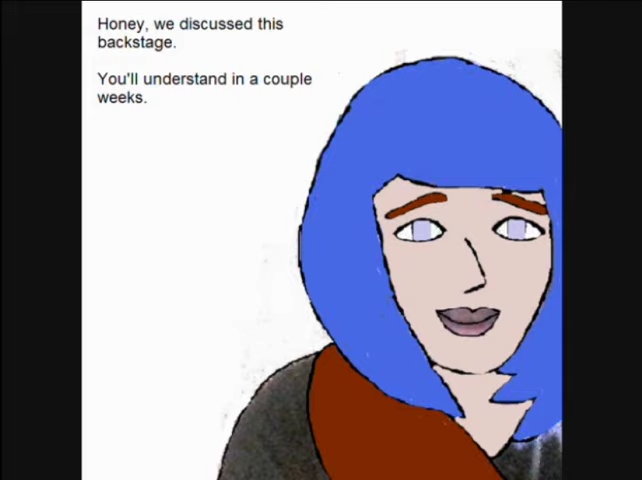 Honey, we discussed this
backstage.
You'll understand in a couple
weeks.